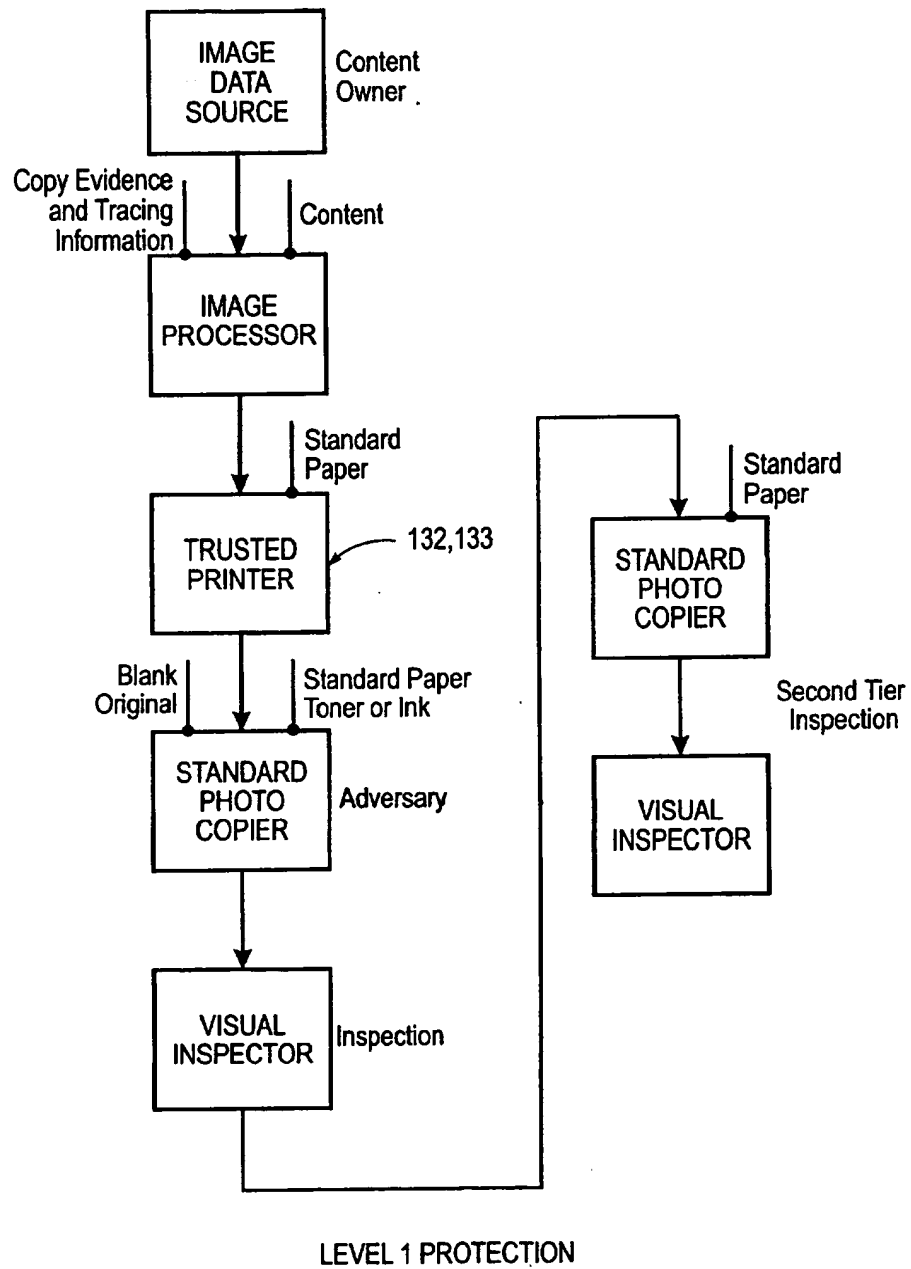 IMAGE
DATA
SOURCE
Content
Owner
Copy Evidence
and Tracing
Information
Content
IMAGE
PROCESSOR
Standard
Paper
TRUSTED
PRINTER
132,133
Blank
Original
Standard Paper
Toner or Ink
STANDARD
PHOTO
COPIER
Adversary
VISUAL
INSPECTOR
Inspection
Standard
Paper
STANDARD
PHOTO
COPIER
Second Tier
Inspection
VISUAL
INSPECTOR
LEVEL 1 PROTECTION